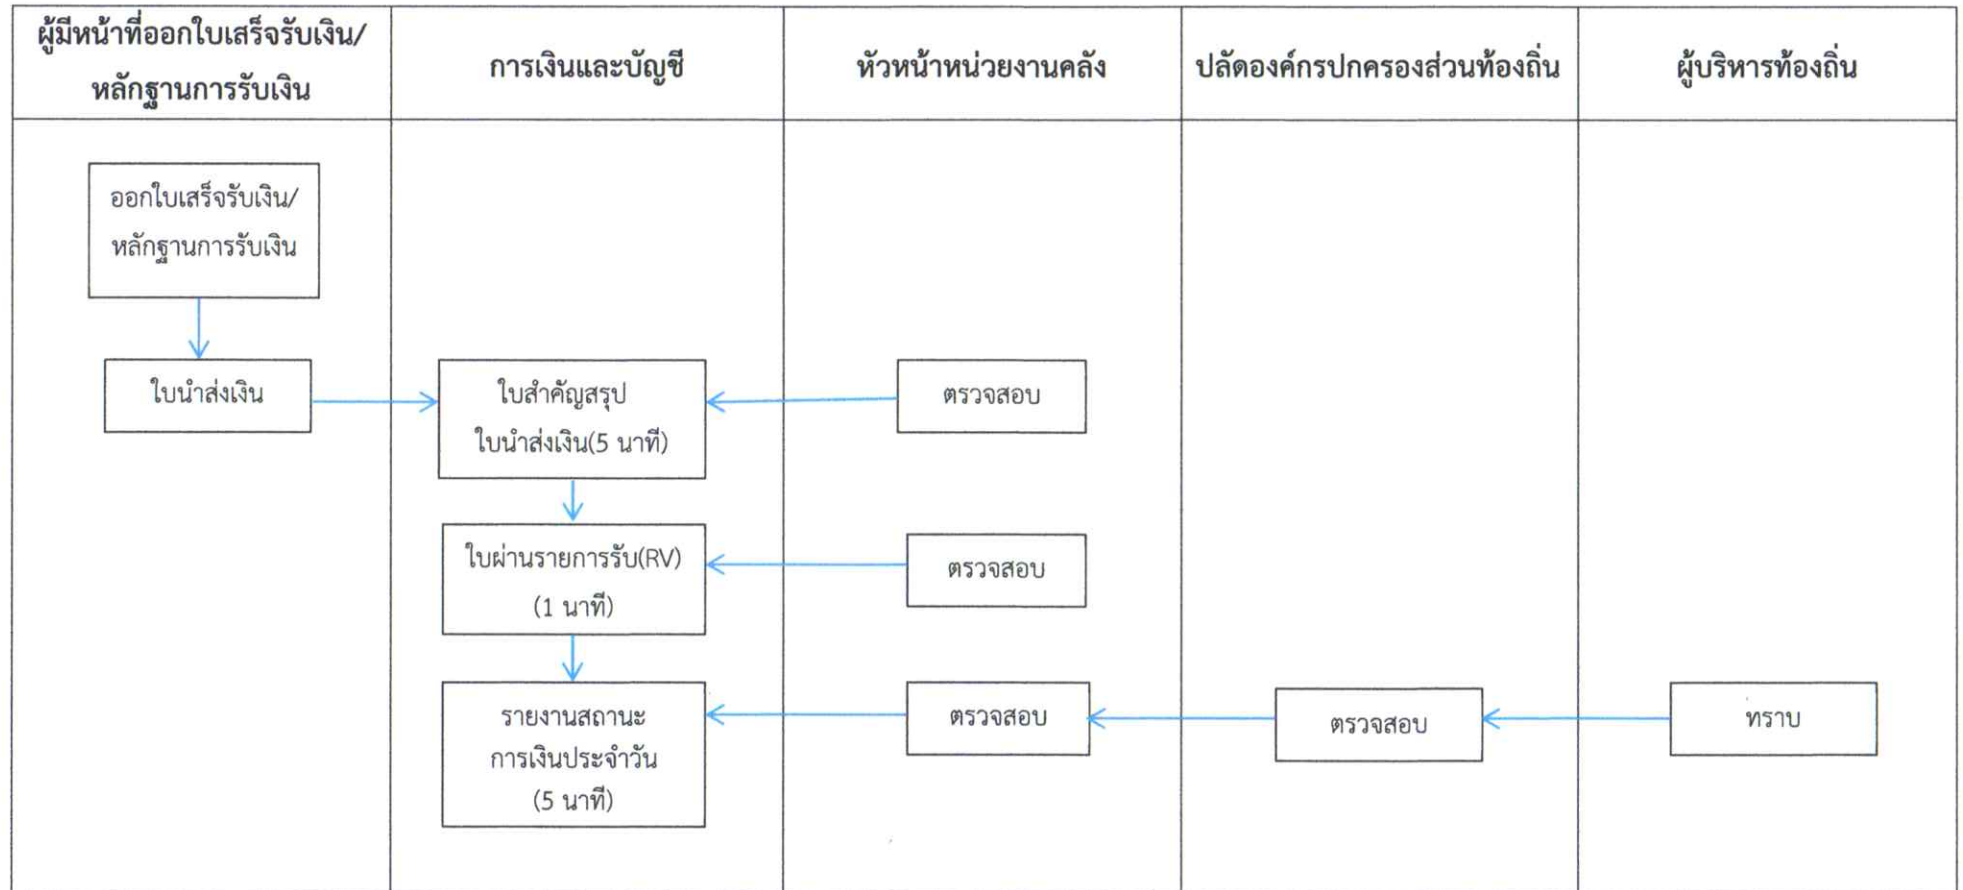 ผู้มีหน้าที่ออกใบเสร็จรับเงิน/
หลักฐานการรับเงิน
การเงินและบัญชี
หัวหน้าหน่วยงานคลัง
ปลัดองค์กรปกครองส่วนท้องถิ่น
ผู้บริหารท้องถิ่น
ออกใบเสร็จรับเงิน/
หลักฐานการรับเงิน
ใบนำส่งเงิน
ใบสำคัญสรุป
ใบนำส่งเงิน(5 นาที)
ตรวจสอบ
ใบผ่านรายการรับ(RV)
(1 นาที)
ตรวจสอบ
รายงานสถานะ
การเงินประจำวัน
(5 นาที)
ตรวจสอบ
ตรวจสอบ
ทราบ